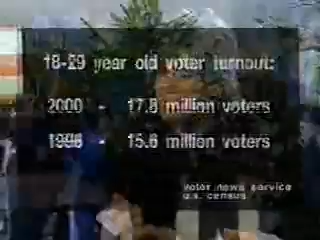 18-29 year old voter turnout:
2000 - 17.8 million voters
1996 - 15.6 million voters
voter news service
u.s. census